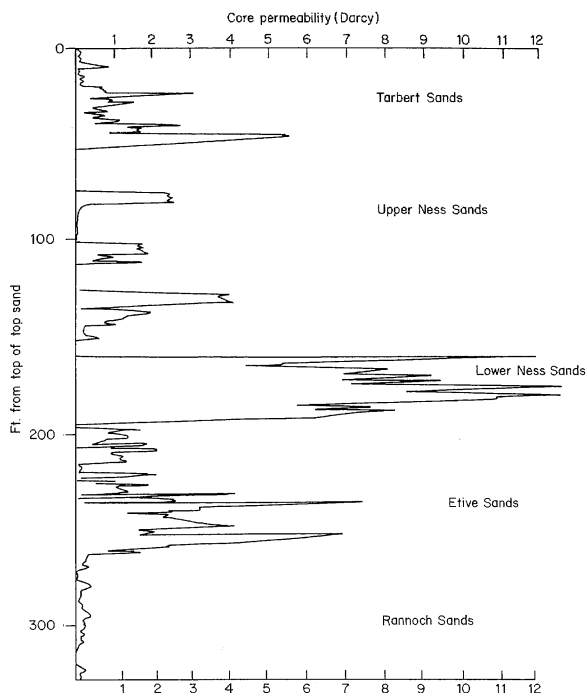 Core permeability (Darcy)
1 2 3 4 5 6 7 8 9 10 11 12
0
Tarbert Sands
Upper Ness Sands
100
Lower Ness Sands
Ft. from top of top sand
200
Etive Sands
Rannoch Sands
300
1 2 3 4 5 6 7 8 9 10 11 12